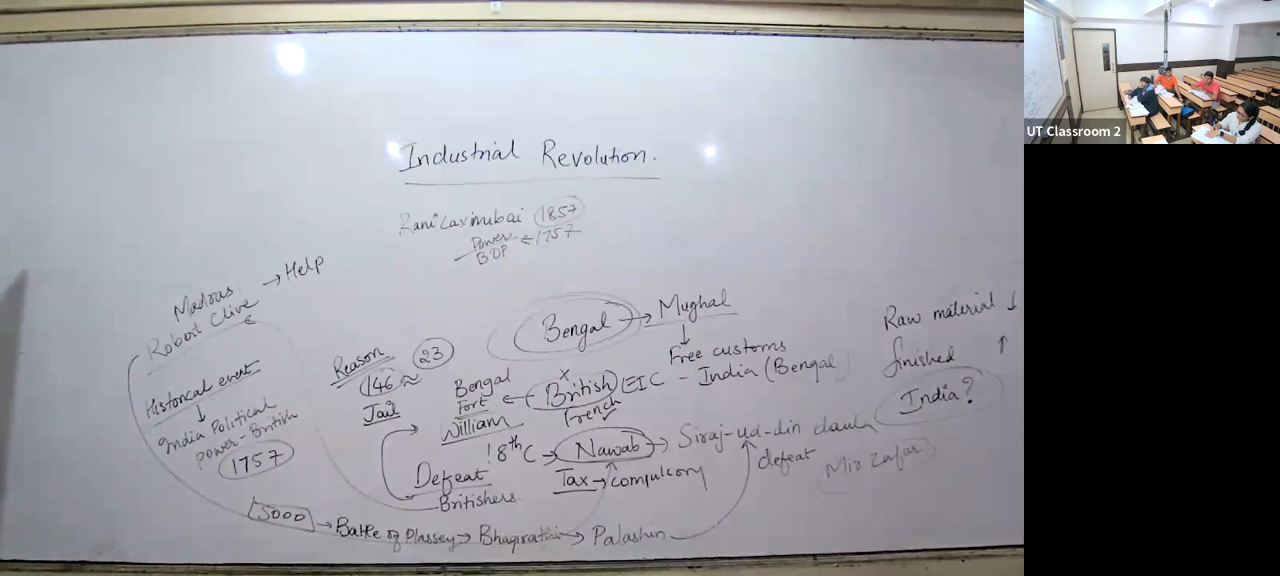 Industrial Revolution.
Rani Laxmibai 1857
Power ← 1757
BOP
Madras → Help
Robert Clive
Historical event
↓
India Political
power - British
1757
Reason
146 ~ 23
Jail
Bengal → Mughal
↓
Free customs
Bengal
Fort ← British EIC - India (Bengal
William
x
French
18th C → Nawab → Siraj-ud-din daula
Tax → compulcory
defeat
Mir Zafar
Defeat
Britishers
5000 → Battle of Plassey → Bhagirathi → Palashin
Raw material ↓
finished ↑
India?
UT Classroom 2